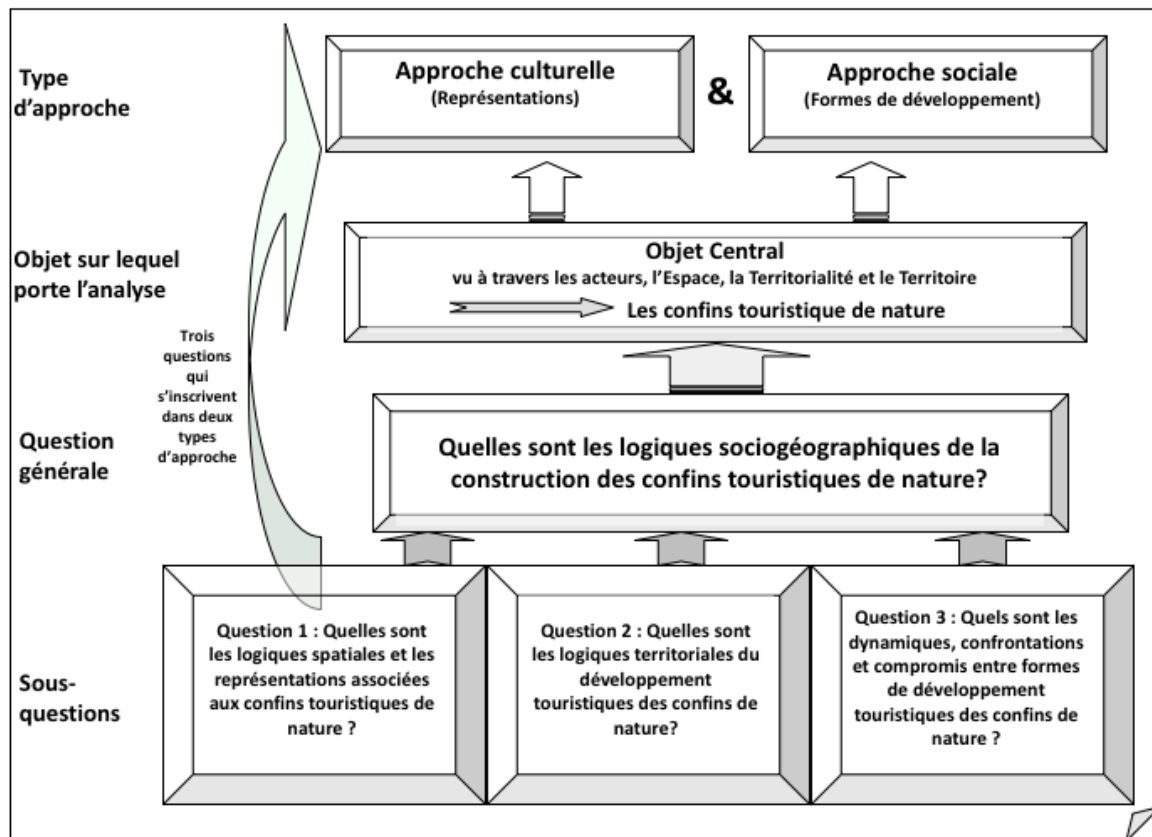 Type
d'approche
Approche culturelle
(Représentations)
&
Approche sociale
(Formes de développement)
Objet sur lequel
porte l'analyse
Objet Central
vu à travers les acteurs, l'Espace, la Territorialité et le Territoire
Les confins touristique de nature
Trois
questions
qui
s'inscrivent
dans deux
types
d'approche
Question
générale
Quelles sont les logiques sociogéographiques de la
construction des confins touristiques de nature?
Sous-
questions
Question 1 : Quelles sont
les logiques spatiales et les
représentations associées
aux confins touristiques de
nature ?
Question 2 : Quelles sont
les logiques territoriales du
développement
touristiques des confins de
nature?
Question 3 : Quels sont les
dynamiques, confrontations
et compromis entre formes
de développement
touristiques des confins de
nature ?